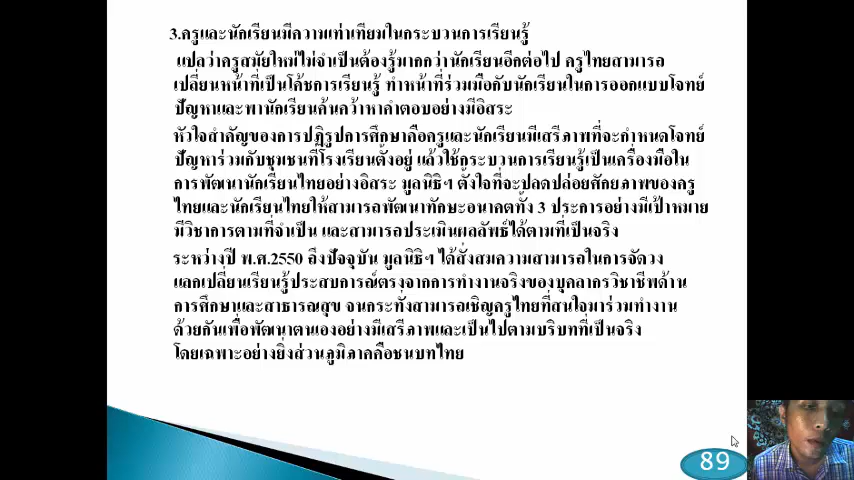 3.ครูและนักเรียนมีความเท่าเทียมในกระบวนการเรียนรู้
แปลว่าครูสมัยใหม่ไม่จำเป็นต้องรู้มากกว่านักเรียนอีกต่อไป ครูไทยสามารถ
เปลี่ยนหน้าที่เป็นโค้ชการเรียนรู้ ทำหน้าที่ร่วมมือกับนักเรียนในการออกแบบโจทย์
ปัญหาและพานักเรียนค้นคว้าหาคำตอบอย่างมีอิสระ
หัวใจสำคัญของการปฏิรูปการศึกษาคือครูและนักเรียนมีเสรีภาพที่จะกำหนดโจทย์
ปัญหาร่วมกับชุมชนที่โรงเรียนตั้งอยู่ แล้วใช้กระบวนการเรียนรู้เป็นเครื่องมือใน
การพัฒนานักเรียนไทยอย่างอิสระ มูลนิธิฯ ตั้งใจที่จะปลดปล่อยศักยภาพของครู
ไทยและนักเรียนไทยให้สามารถพัฒนาทักษะอนาคตทั้ง 3 ประการอย่างมีเป้าหมาย
มีวิชาการตามที่จำเป็น และสามารถประเมินผลลัพธ์ได้ตามที่เป็นจริง
ระหว่างปี พ.ศ.2550 ถึงปัจจุบัน มูลนิธิฯ ได้สั่งสมความสามารถในการจัดวง
แลกเปลี่ยนเรียนรู้ประสบการณ์ตรงจากการทำงานจริงของบุคลากรวิชาชีพด้าน
การศึกษาและสาธารณสุข จนกระทั่งสามารถเชิญครูไทยที่สนใจมาร่วมทำงาน
ด้วยกันเพื่อพัฒนาตนเองอย่างมีเสรีภาพและเป็นไปตามบริบทที่เป็นจริง
โดยเฉพาะอย่างยิ่งส่วนภูมิภาคคือชนบทไทย
89